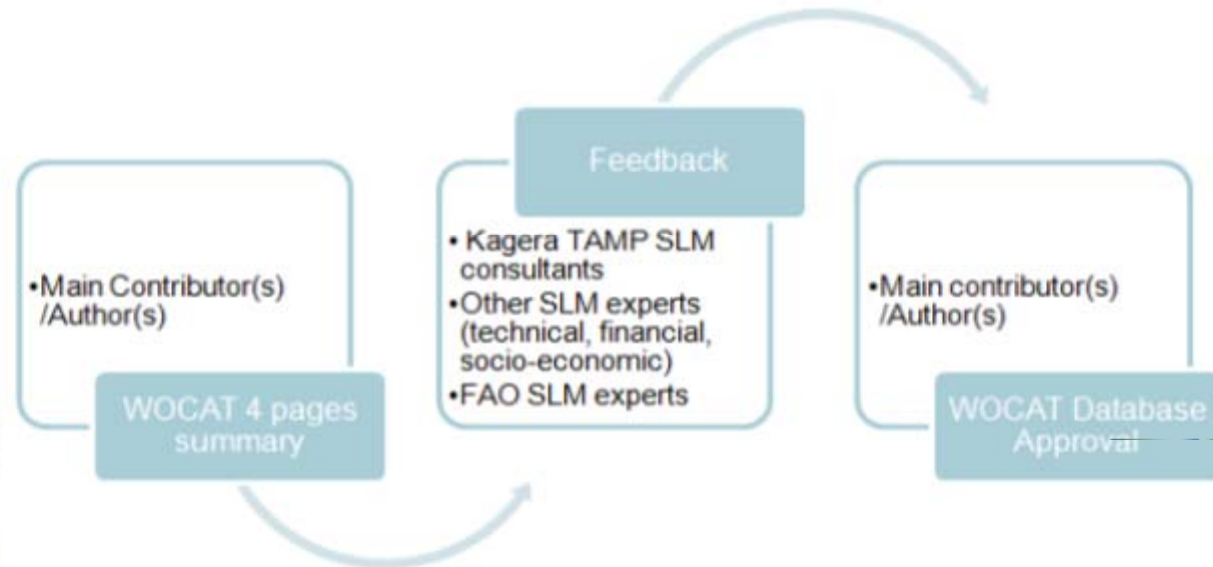 •Main Contributor(s)
/Author(s)
WOCAT 4 pages
summary
Feedback
• Kagera TAMP SLM
consultants
•Other SLM experts
(technical, financial,
socio-economic)
•FAO SLM experts
•Main contributor(s)
/Author(s)
WOCAT Database
Approval